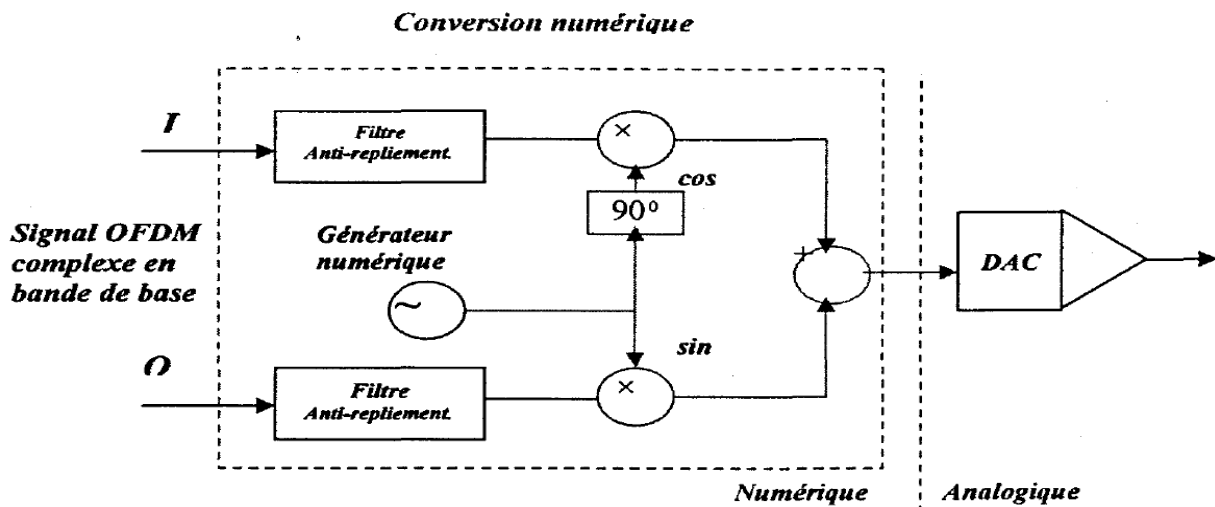 Conversion numérique
I
Filtre
Anti-repliement.
×
cos
90°
Signal OFDM
complexe en
bande de base
Générateur
numérique
~
+
DAC
sin
Q
Filtre
Anti-repliement.
×
Numérique
Analogique